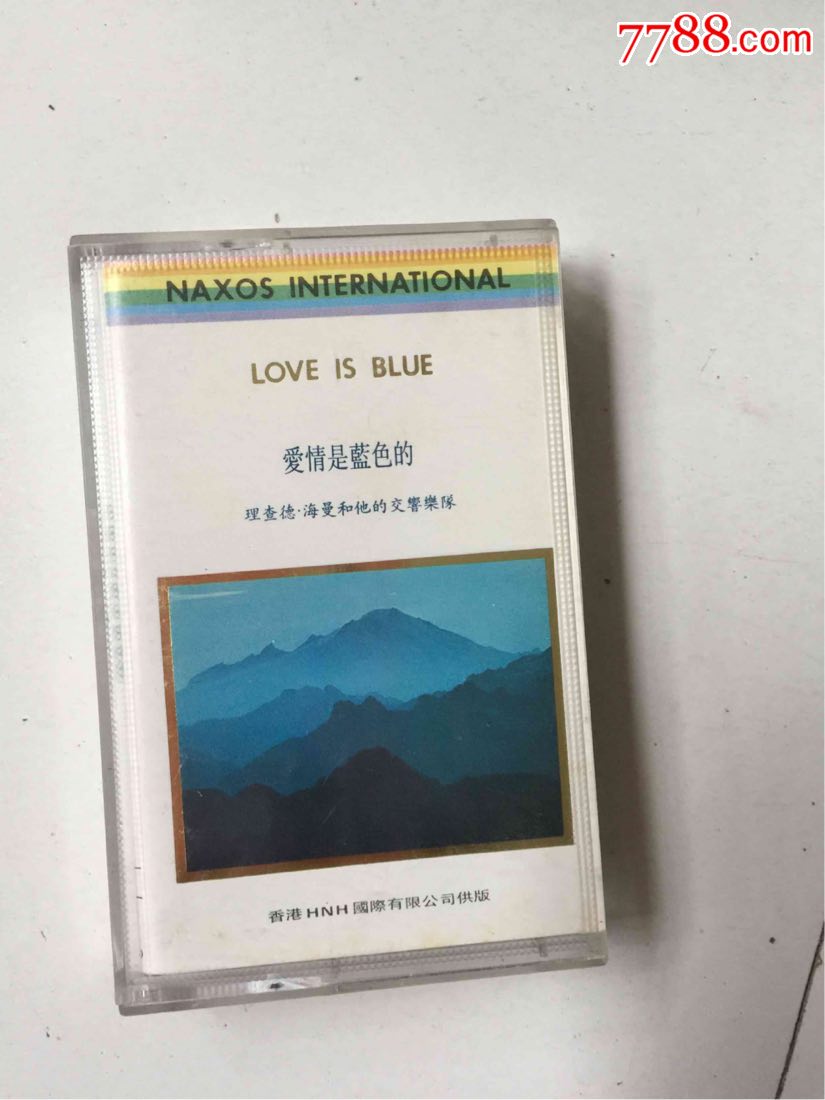 7788.com
NAXOS INTERNATIONAL
LOVE IS BLUE
愛情是藍色的
理查德·海曼和他的交響樂隊
香港HNH國際有限公司供版